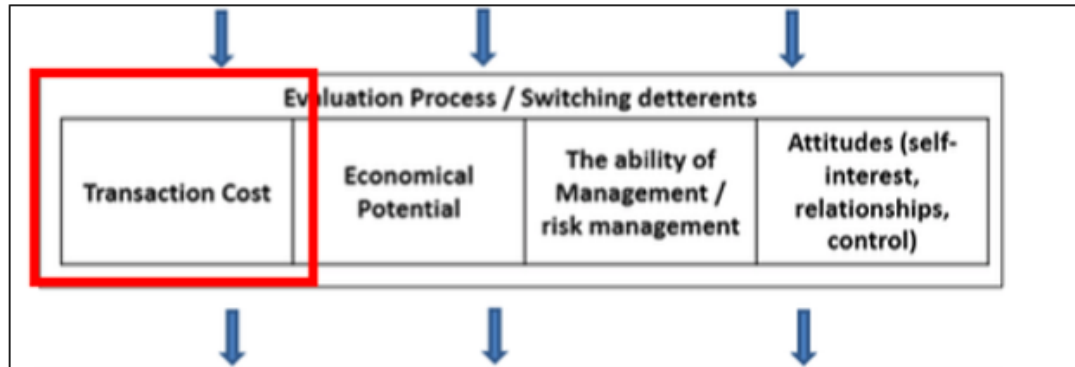 Evaluation Process / Switching detterents
Transaction Cost
Economical
Potential
The ability of
Management /
risk management
Attitudes (self-
interest,
relationships,
control)